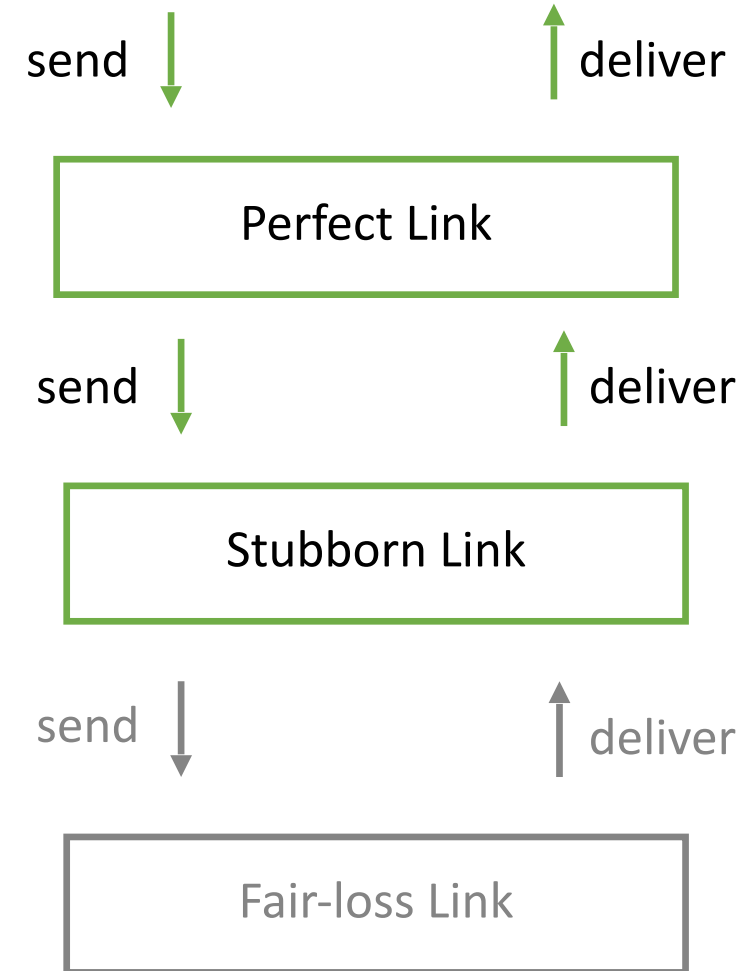 send deliver
Perfect Link
send deliver
Stubborn Link
send deliver
Fair-loss Link